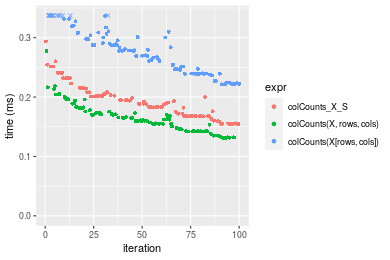 0.3
0.2
0.1
0.0
time (ms)
0
25
50
75
100
iteration
expr
colCounts_X_S
colCounts(X, rows, cols)
colCounts(X[rows, cols])